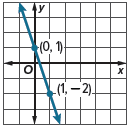 y
(0, 1)
O
x
(1, −2)